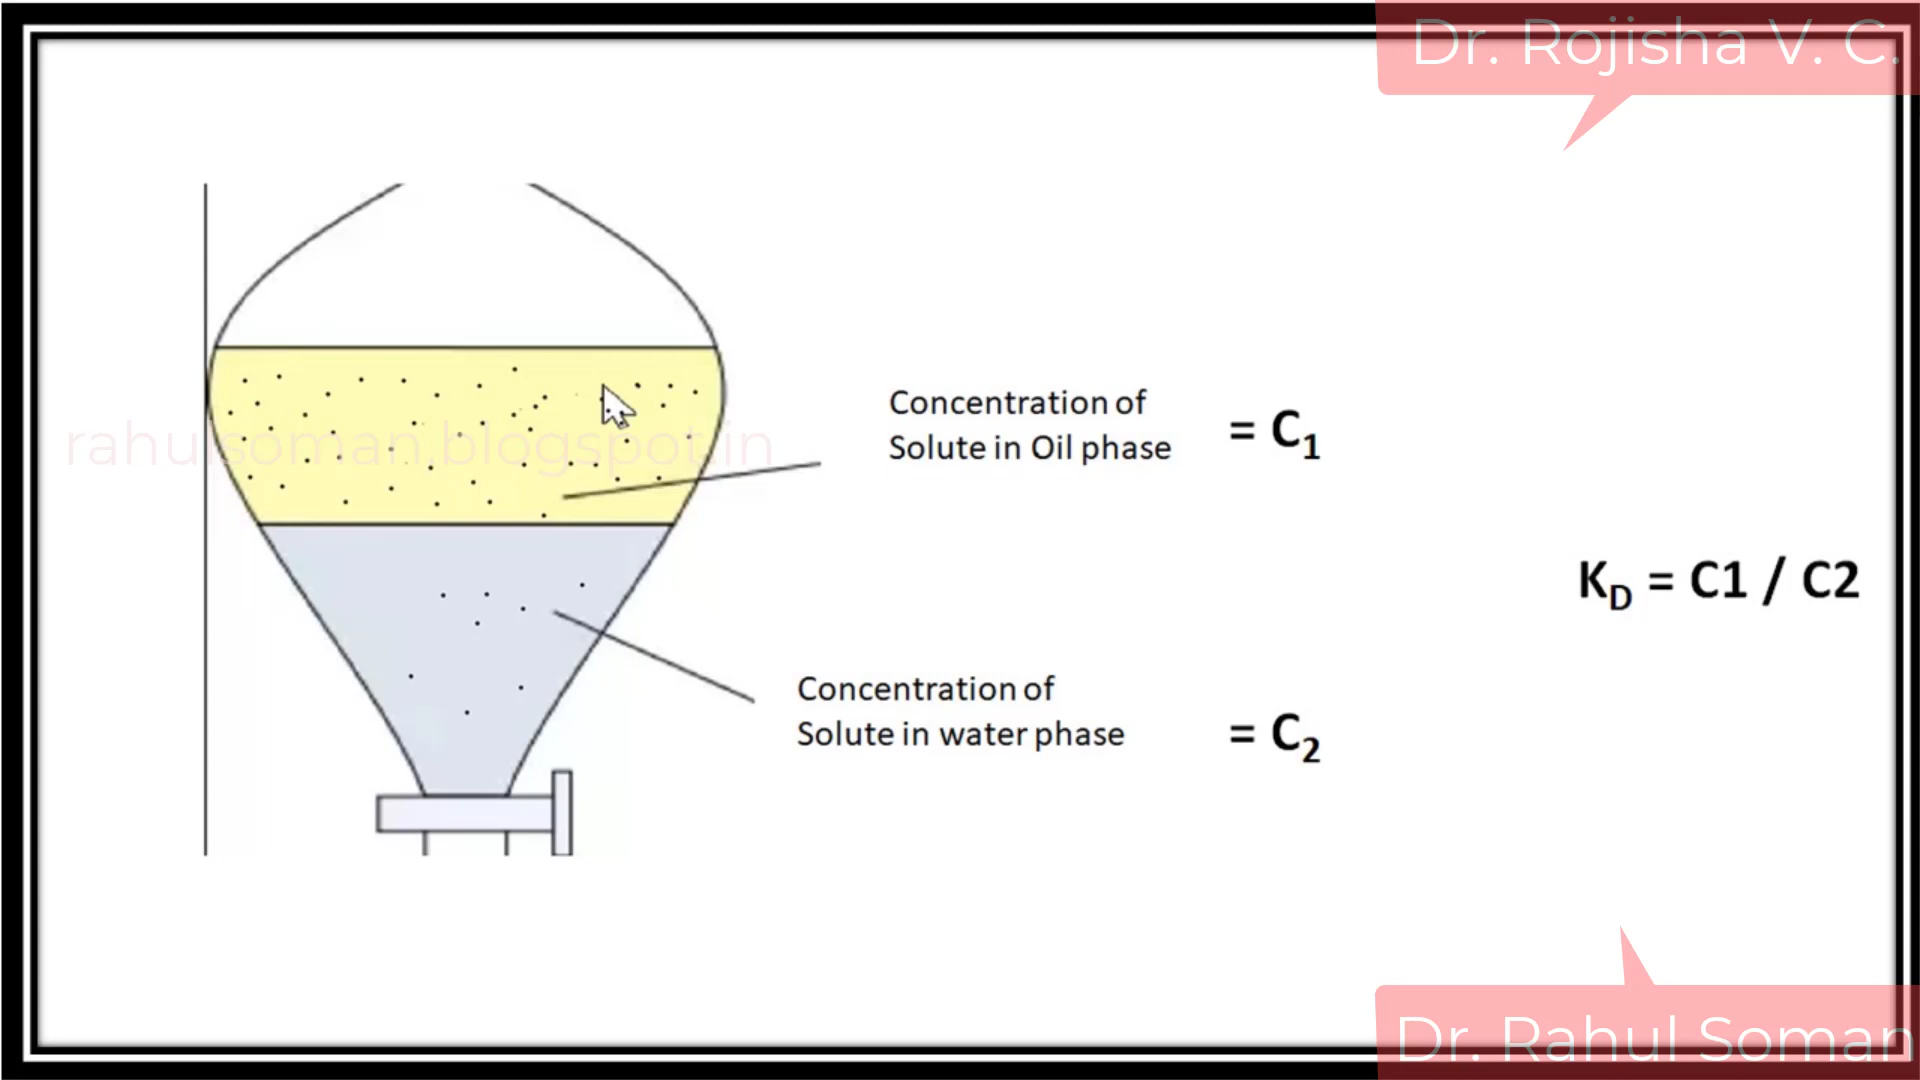 Dr. Rojisha V. C.
rahulsoman.blogspot.in
Concentration of
Solute in Oil phase
= C₁
K_D = C1 / C2
Concentration of
Solute in water phase
= C₂
Dr. Rahul Soman